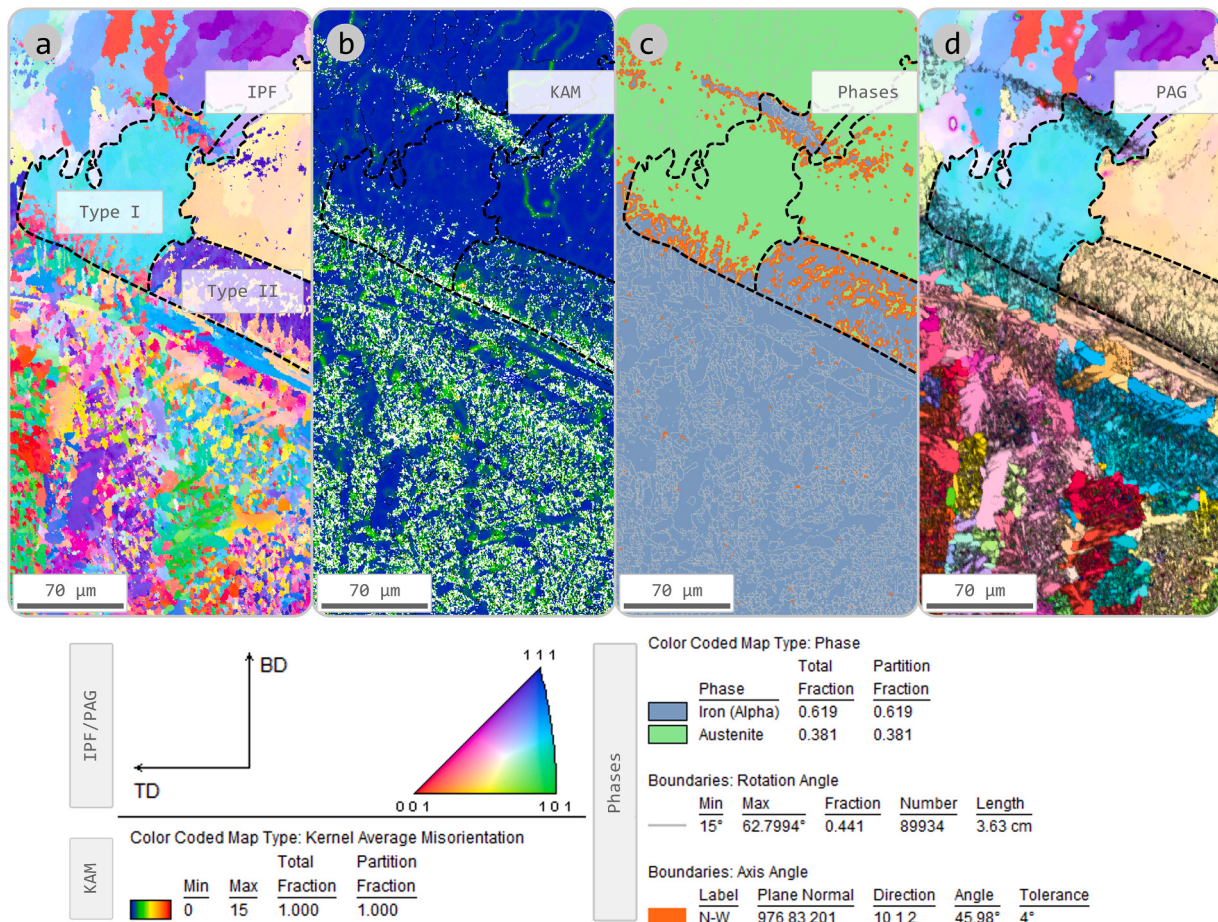 a
b
c
d
IPF
KAM
Phases
PAG
Type I
Type II
70 µm
70 µm
70 µm
70 µm
IPF/PAG
BD
TD
1 1 1
0 0 1
1 0 1
KAM
Color Coded Map Type: Kernel Average Misorientation
Total Partition
Min Max Fraction Fraction
0 15 1.000 1.000
Phases
Color Coded Map Type: Phase
Total Partition
Phase Fraction Fraction
Iron (Alpha) 0.619 0.619
Austenite 0.381 0.381
Boundaries: Rotation Angle
Min Max Fraction Number Length
15° 62.7994° 0.441 89934 3.63 cm
Boundaries: Axis Angle
Label Plane Normal Direction Angle Tolerance
N-W 976 83 201 10 1 2 45.98° 4°